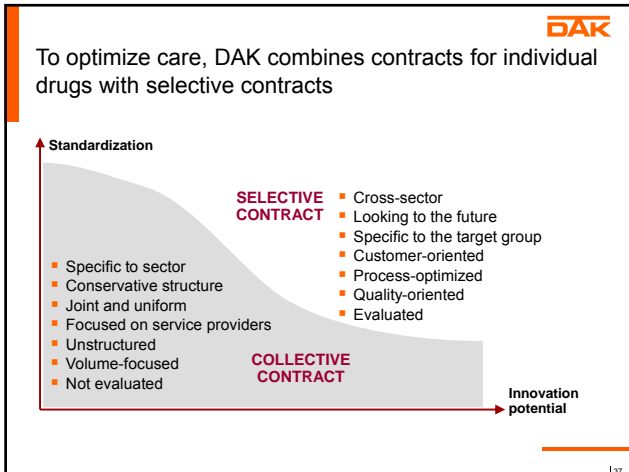 DAK
To optimize care, DAK combines contracts for individual
drugs with selective contracts
Standardization
SELECTIVE
CONTRACT
Cross-sector
Looking to the future
Specific to the target group
Customer-oriented
Process-optimized
Quality-oriented
Evaluated
Specific to sector
Conservative structure
Joint and uniform
Focused on service providers
Unstructured
Volume-focused
Not evaluated
COLLECTIVE
CONTRACT
Innovation
potential
37